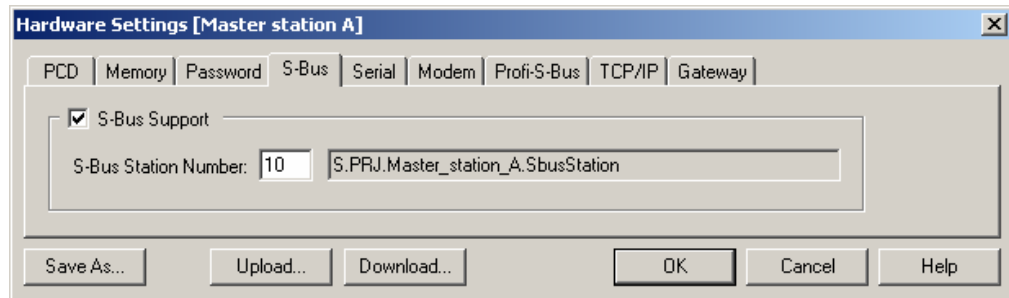 Hardware Settings [Master station A]
PCD Memory Password S-Bus Serial Modem Profi-S-Bus TCP/IP Gateway
S-Bus Support
S-Bus Station Number: 10 S.PRJ.Master_station_A.SbusStation
Save As... Upload... Download... OK Cancel Help